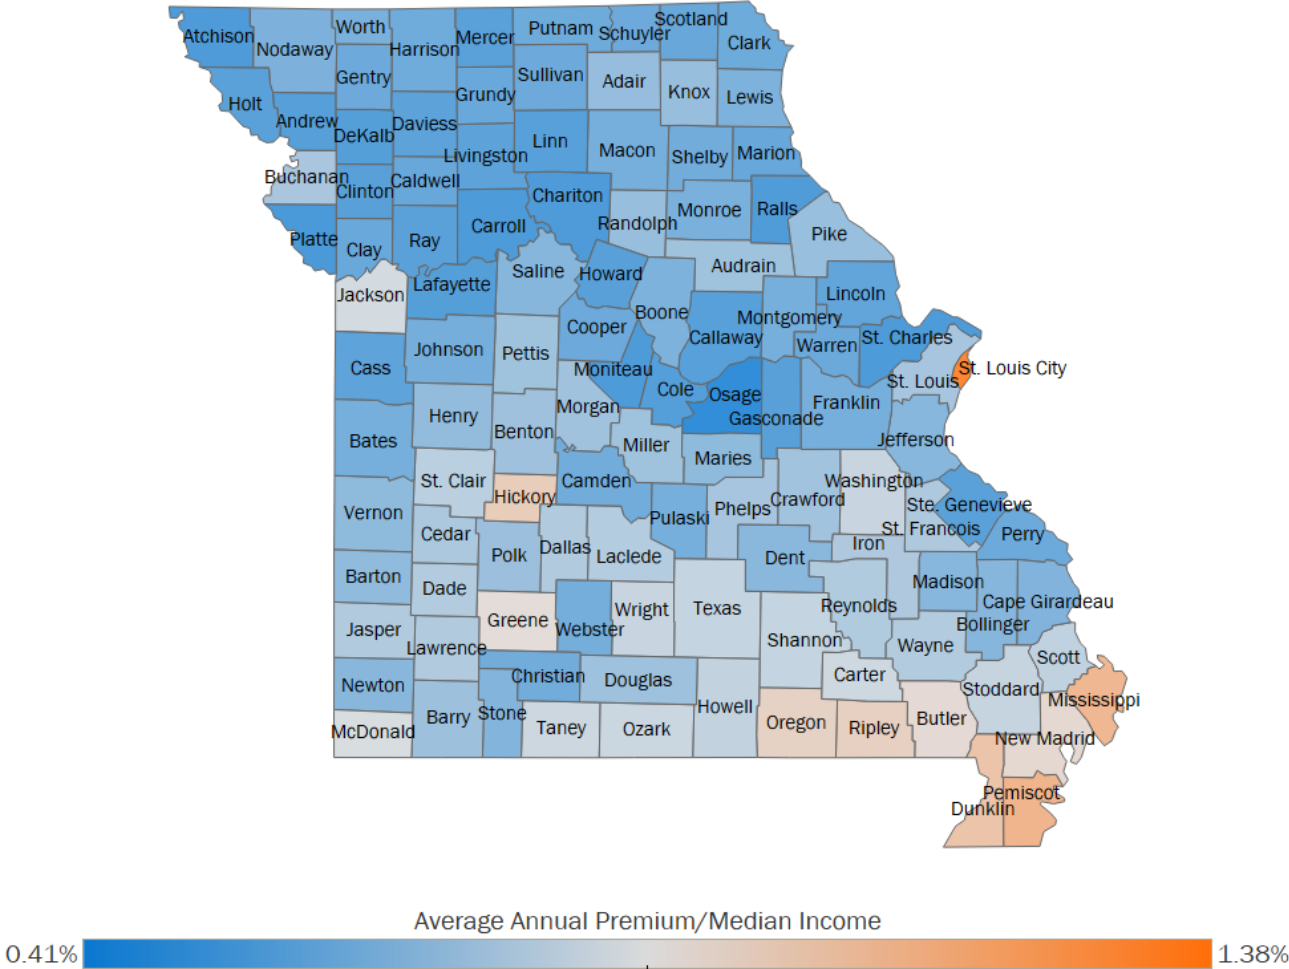 Scotland
Worth
Putnam
Schuyler
Atchison
Mercer
Clark
Nodaway
Harrison
Gentry
Sullivan
Adair
Knox
Lewis
Grundy
Holt
Andrew
Daviess
DeKalb
Linn
Macon
Livingston
Shelby
Marion
Buchanan
Caldwell
Clinton
Chariton
Ralls
Monroe
Randolph
Carroll
Pike
Platte
Ray
Clay
Audrain
Saline
Howard
Lafayette
Jackson
Lincoln
Boone
Montgomery
Cooper
Callaway
St. Charles
Warren
Johnson
Pettis
Cass
Moniteau
St. Louis City
St. Louis
Cole
Osage
Franklin
Morgan
Henry
Gasconade
Benton
Bates
Jefferson
Miller
Maries
St. Clair
Camden
Washington
Hickory
Crawford
Ste. Genevieve
Phelps
Vernon
Pulaski
St. Francois
Cedar
Perry
Iron
Dallas
Polk
Laclede
Dent
Barton
Madison
Dade
Cape Girardeau
Reynolds
Wright
Texas
Greene
Bollinger
Jasper
Webster
Shannon
Wayne
Lawrence
Scott
Carter
Christian
Douglas
Newton
Stoddard
Mississippi
Howell
Stone
Barry
Butler
Oregon
Ripley
Taney
Ozark
McDonald
New Madrid
Pemiscot
Dunklin
Average Annual Premium/Median Income
0.41%
1.38%